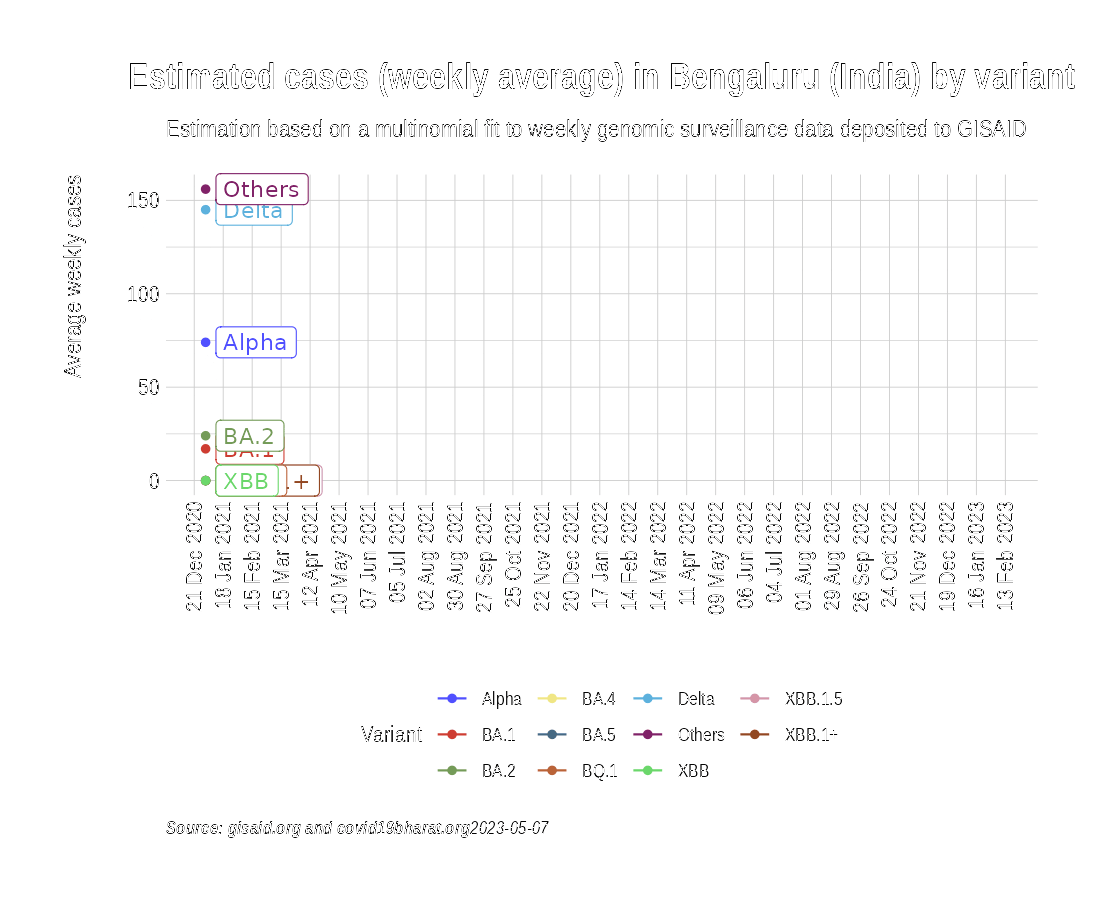 Estimated cases (weekly average) in Bengaluru (India) by variant
Estimation based on a multinomial fit to weekly genomic surveillance data deposited to GISAID
Average weekly cases
150
100
50
0
Others
Delta
Alpha
BA.2
BA.1
XBB
.+
21 Dec 2020
18 Jan 2021
15 Feb 2021
15 Mar 2021
12 Apr 2021
10 May 2021
07 Jun 2021
05 Jul 2021
02 Aug 2021
30 Aug 2021
27 Sep 2021
25 Oct 2021
22 Nov 2021
20 Dec 2021
17 Jan 2022
14 Feb 2022
14 Mar 2022
11 Apr 2022
09 May 2022
06 Jun 2022
04 Jul 2022
01 Aug 2022
29 Aug 2022
26 Sep 2022
24 Oct 2022
21 Nov 2022
19 Dec 2022
16 Jan 2023
13 Feb 2023
Variant
Alpha
BA.4
Delta
XBB.1.5
BA.1
BA.5
Others
XBB.1+
BA.2
BQ.1
XBB
Source: gisaid.org and covid19bharat.org2023-05-07